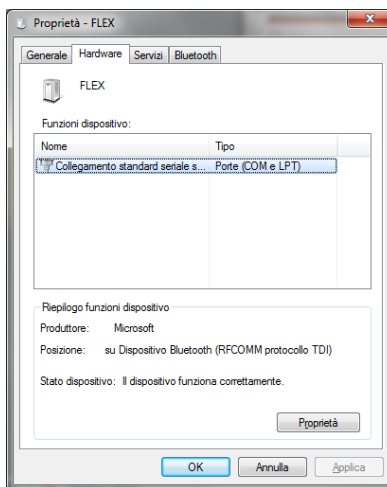 Proprietà - FLEX
Generale Hardware Servizi Bluetooth
FLEX
Funzioni dispositivo:
Nome Tipo
Collegamento standard seriale s... Porte (COM e LPT)
Riepilogo funzioni dispositivo
Produttore: Microsoft
Posizione: su Dispositivo Bluetooth (RFCOMM protocollo TDI)
Stato dispositivo: Il dispositivo funziona correttamente.
Proprietà
OK Annulla Applica